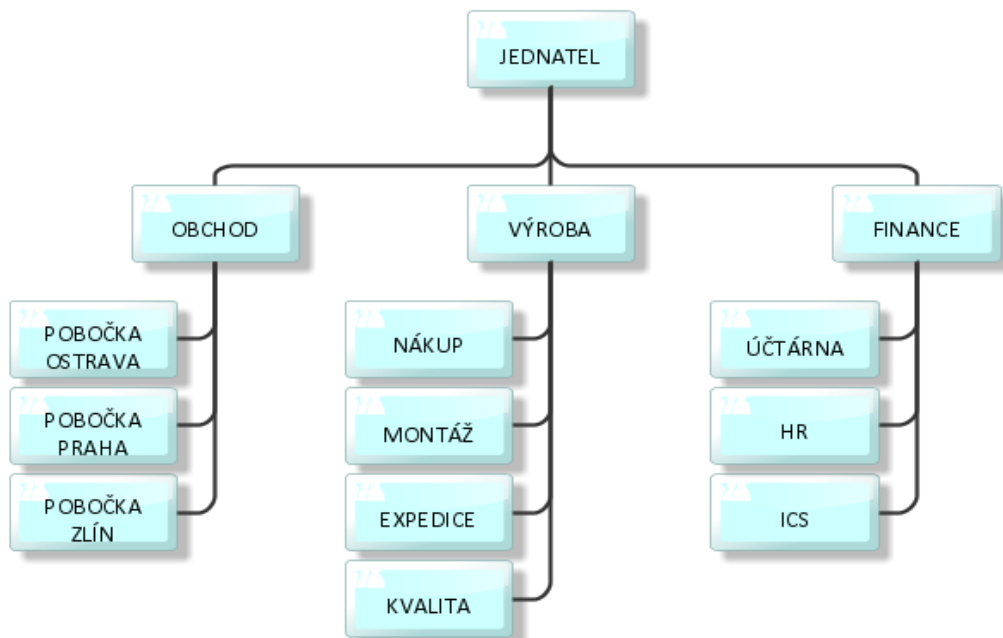 JEDNATEL
OBCHOD
VÝROBA
FINANCE
POBOČKA
OSTRAVA
POBOČKA
PRAHA
POBOČKA
ZLÍN
NÁKUP
MONTÁŽ
EXPEDICE
KVALITA
ÚČTÁRNA
HR
ICS